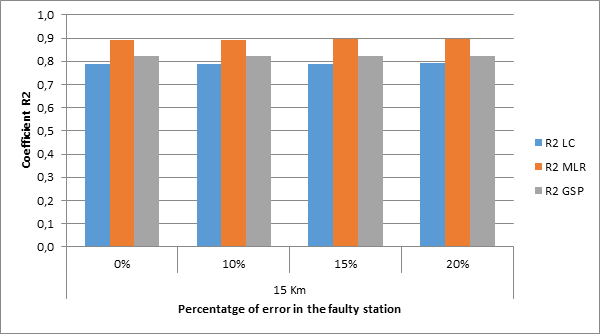 1,0
0,9
0,8
0,7
0,6
0,5
0,4
0,3
0,2
0,1
0,0
Coefficient R2
0% 10% 15% 20%
15 Km
Percentatge of error in the faulty station
R2 LC
R2 MLR
R2 GSP